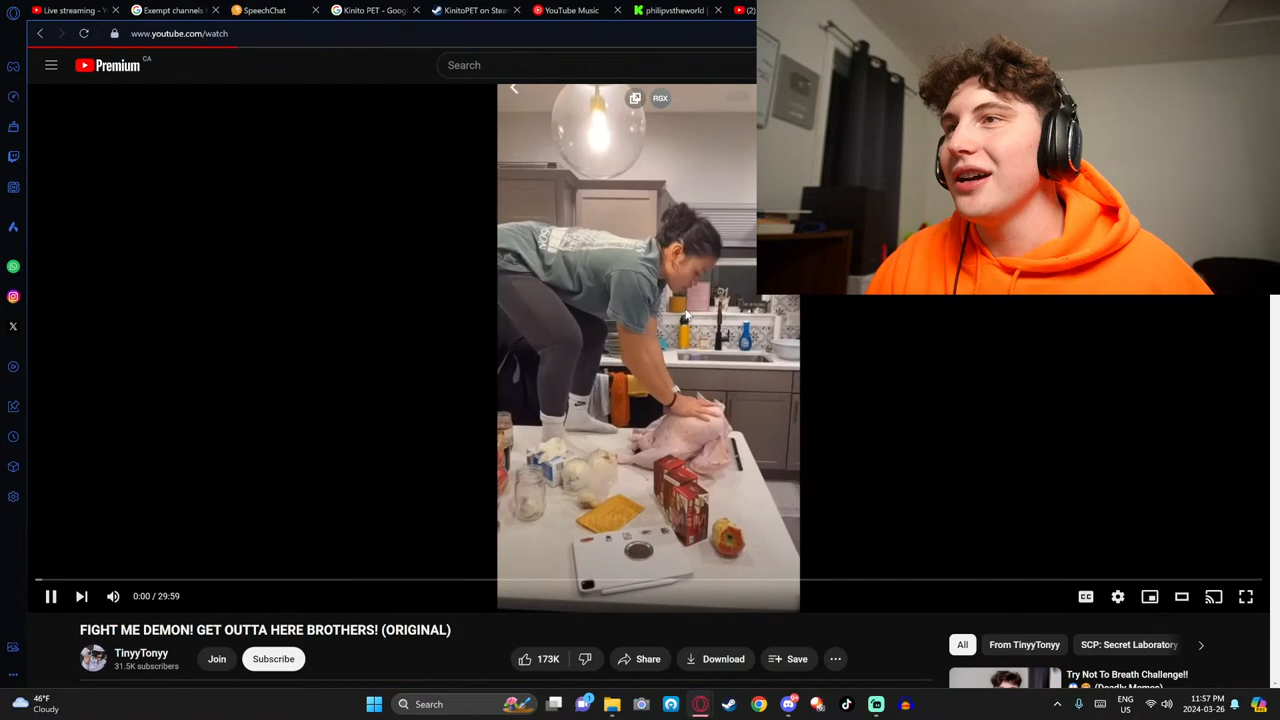 Live streaming - Y
Exempt channels
SpeechChat
Kinito PET - Goog
KinitoPET on Stea
YouTube Music
philipvstheworld |
(2)
www.youtube.com/watch
Premium CA
Search
RGX
0:00 / 29:59
CC
FIGHT ME DEMON! GET OUTTA HERE BROTHERS! (ORIGINAL)
TinyyTonyy
31.5K subscribers
Join
Subscribe
173K
Share
Download
Save
All
From TinyyTonyy
SCP: Secret Laboratory
Try Not To Breath Challenge!!
(Deadly Memes)
46°F
Cloudy
Search
ENG
US
11:57 PM
2024-03-26